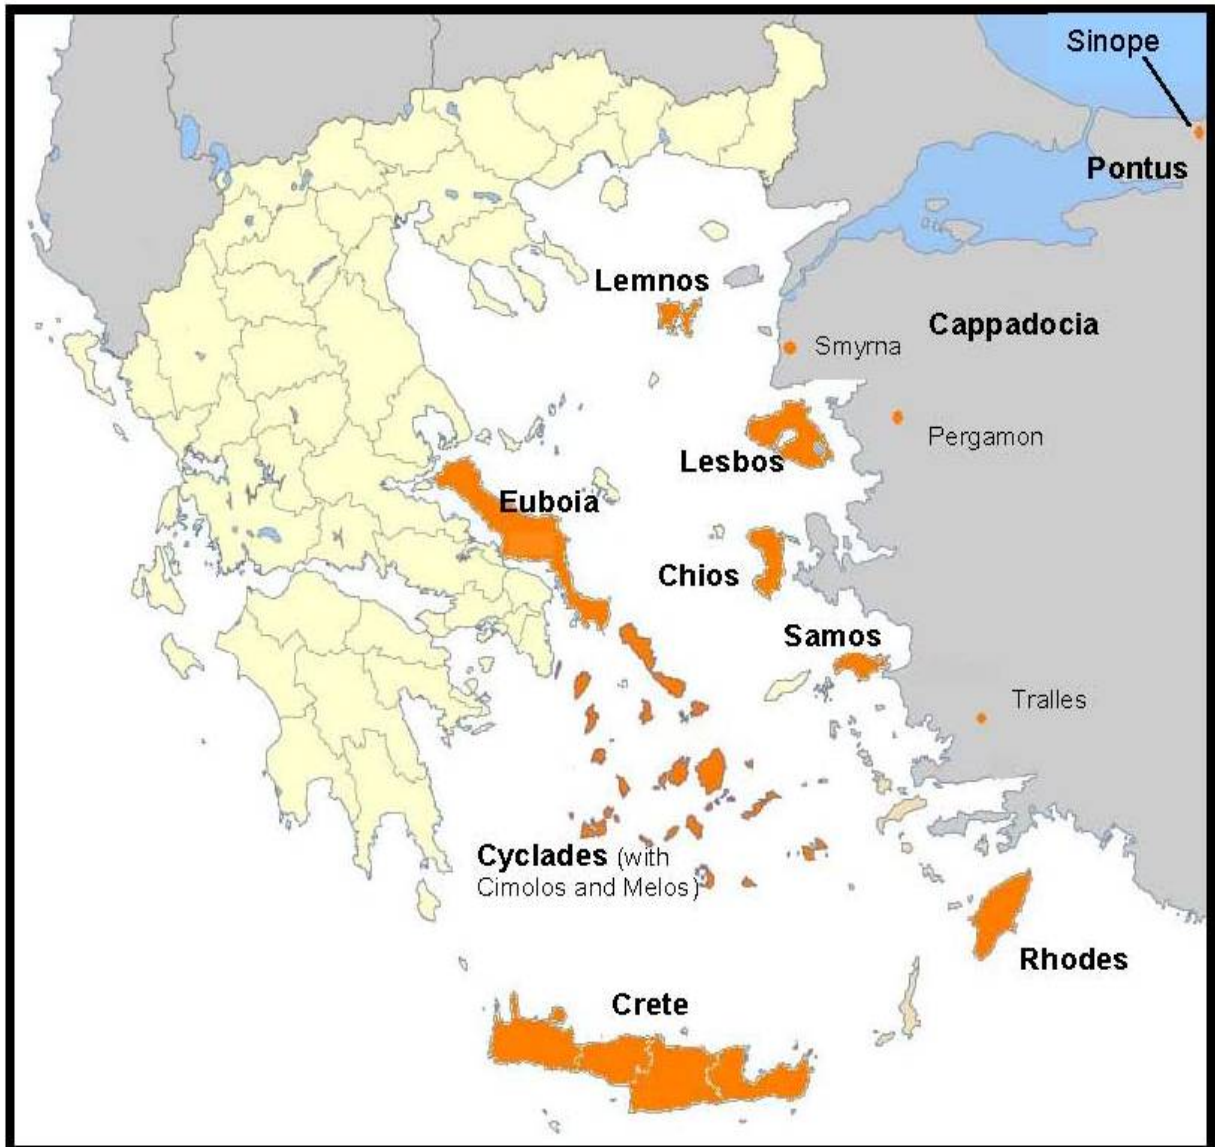 Sinope
Pontus
Lemnos
Cappadocia
Smyrna
Pergamon
Lesbos
Euboia
Chios
Samos
Tralles
Cyclades (with
Cimolos and Melos)
Rhodes
Crete